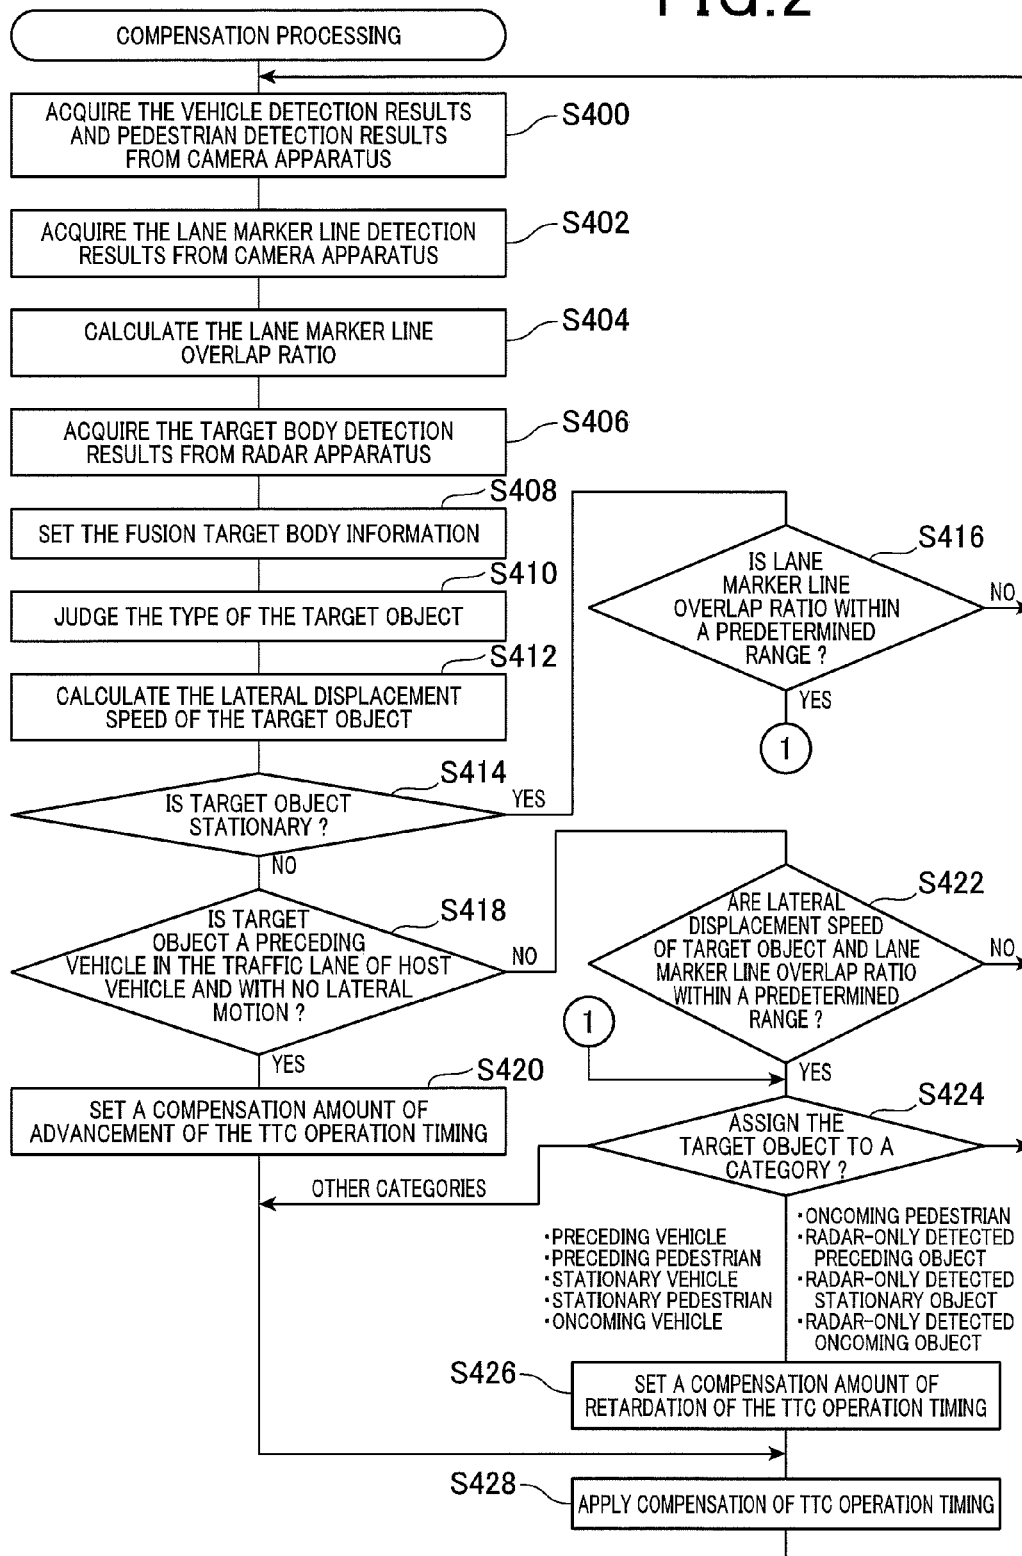 FIG.2
COMPENSATION PROCESSING
ACQUIRE THE VEHICLE DETECTION RESULTS
AND PEDESTRIAN DETECTION RESULTS
FROM CAMERA APPARATUS
S400
ACQUIRE THE LANE MARKER LINE DETECTION
RESULTS FROM CAMERA APPARATUS
S402
CALCULATE THE LANE MARKER LINE
OVERLAP RATIO
S404
ACQUIRE THE TARGET BODY DETECTION
RESULTS FROM RADAR APPARATUS
S406
S408
SET THE FUSION TARGET BODY INFORMATION
S410
JUDGE THE TYPE OF THE TARGET OBJECT
S412
CALCULATE THE LATERAL DISPLACEMENT
SPEED OF THE TARGET OBJECT
S414
IS TARGET OBJECT
STATIONARY ?
YES
NO
S416
IS LANE
MARKER LINE
OVERLAP RATIO WITHIN
A PREDETERMINED
RANGE ?
NO
YES
1
S418
IS TARGET
OBJECT A PRECEDING
VEHICLE IN THE TRAFFIC LANE OF HOST
VEHICLE AND WITH NO LATERAL
MOTION ?
NO
YES
S422
ARE LATERAL
DISPLACEMENT SPEED
OF TARGET OBJECT AND LANE
MARKER LINE OVERLAP RATIO
WITHIN A PREDETERMINED
RANGE ?
NO
YES
1
S420
SET A COMPENSATION AMOUNT OF
ADVANCEMENT OF THE TTC OPERATION TIMING
S424
ASSIGN THE
TARGET OBJECT TO A
CATEGORY ?
OTHER CATEGORIES
・PRECEDING VEHICLE
・PRECEDING PEDESTRIAN
・STATIONARY VEHICLE
・STATIONARY PEDESTRIAN
・ONCOMING VEHICLE
・ONCOMING PEDESTRIAN
・RADAR-ONLY DETECTED
PRECEDING OBJECT
・RADAR-ONLY DETECTED
STATIONARY OBJECT
・RADAR-ONLY DETECTED
ONCOMING OBJECT
S426
SET A COMPENSATION AMOUNT OF
RETARDATION OF THE TTC OPERATION TIMING
S428
APPLY COMPENSATION OF TTC OPERATION TIMING